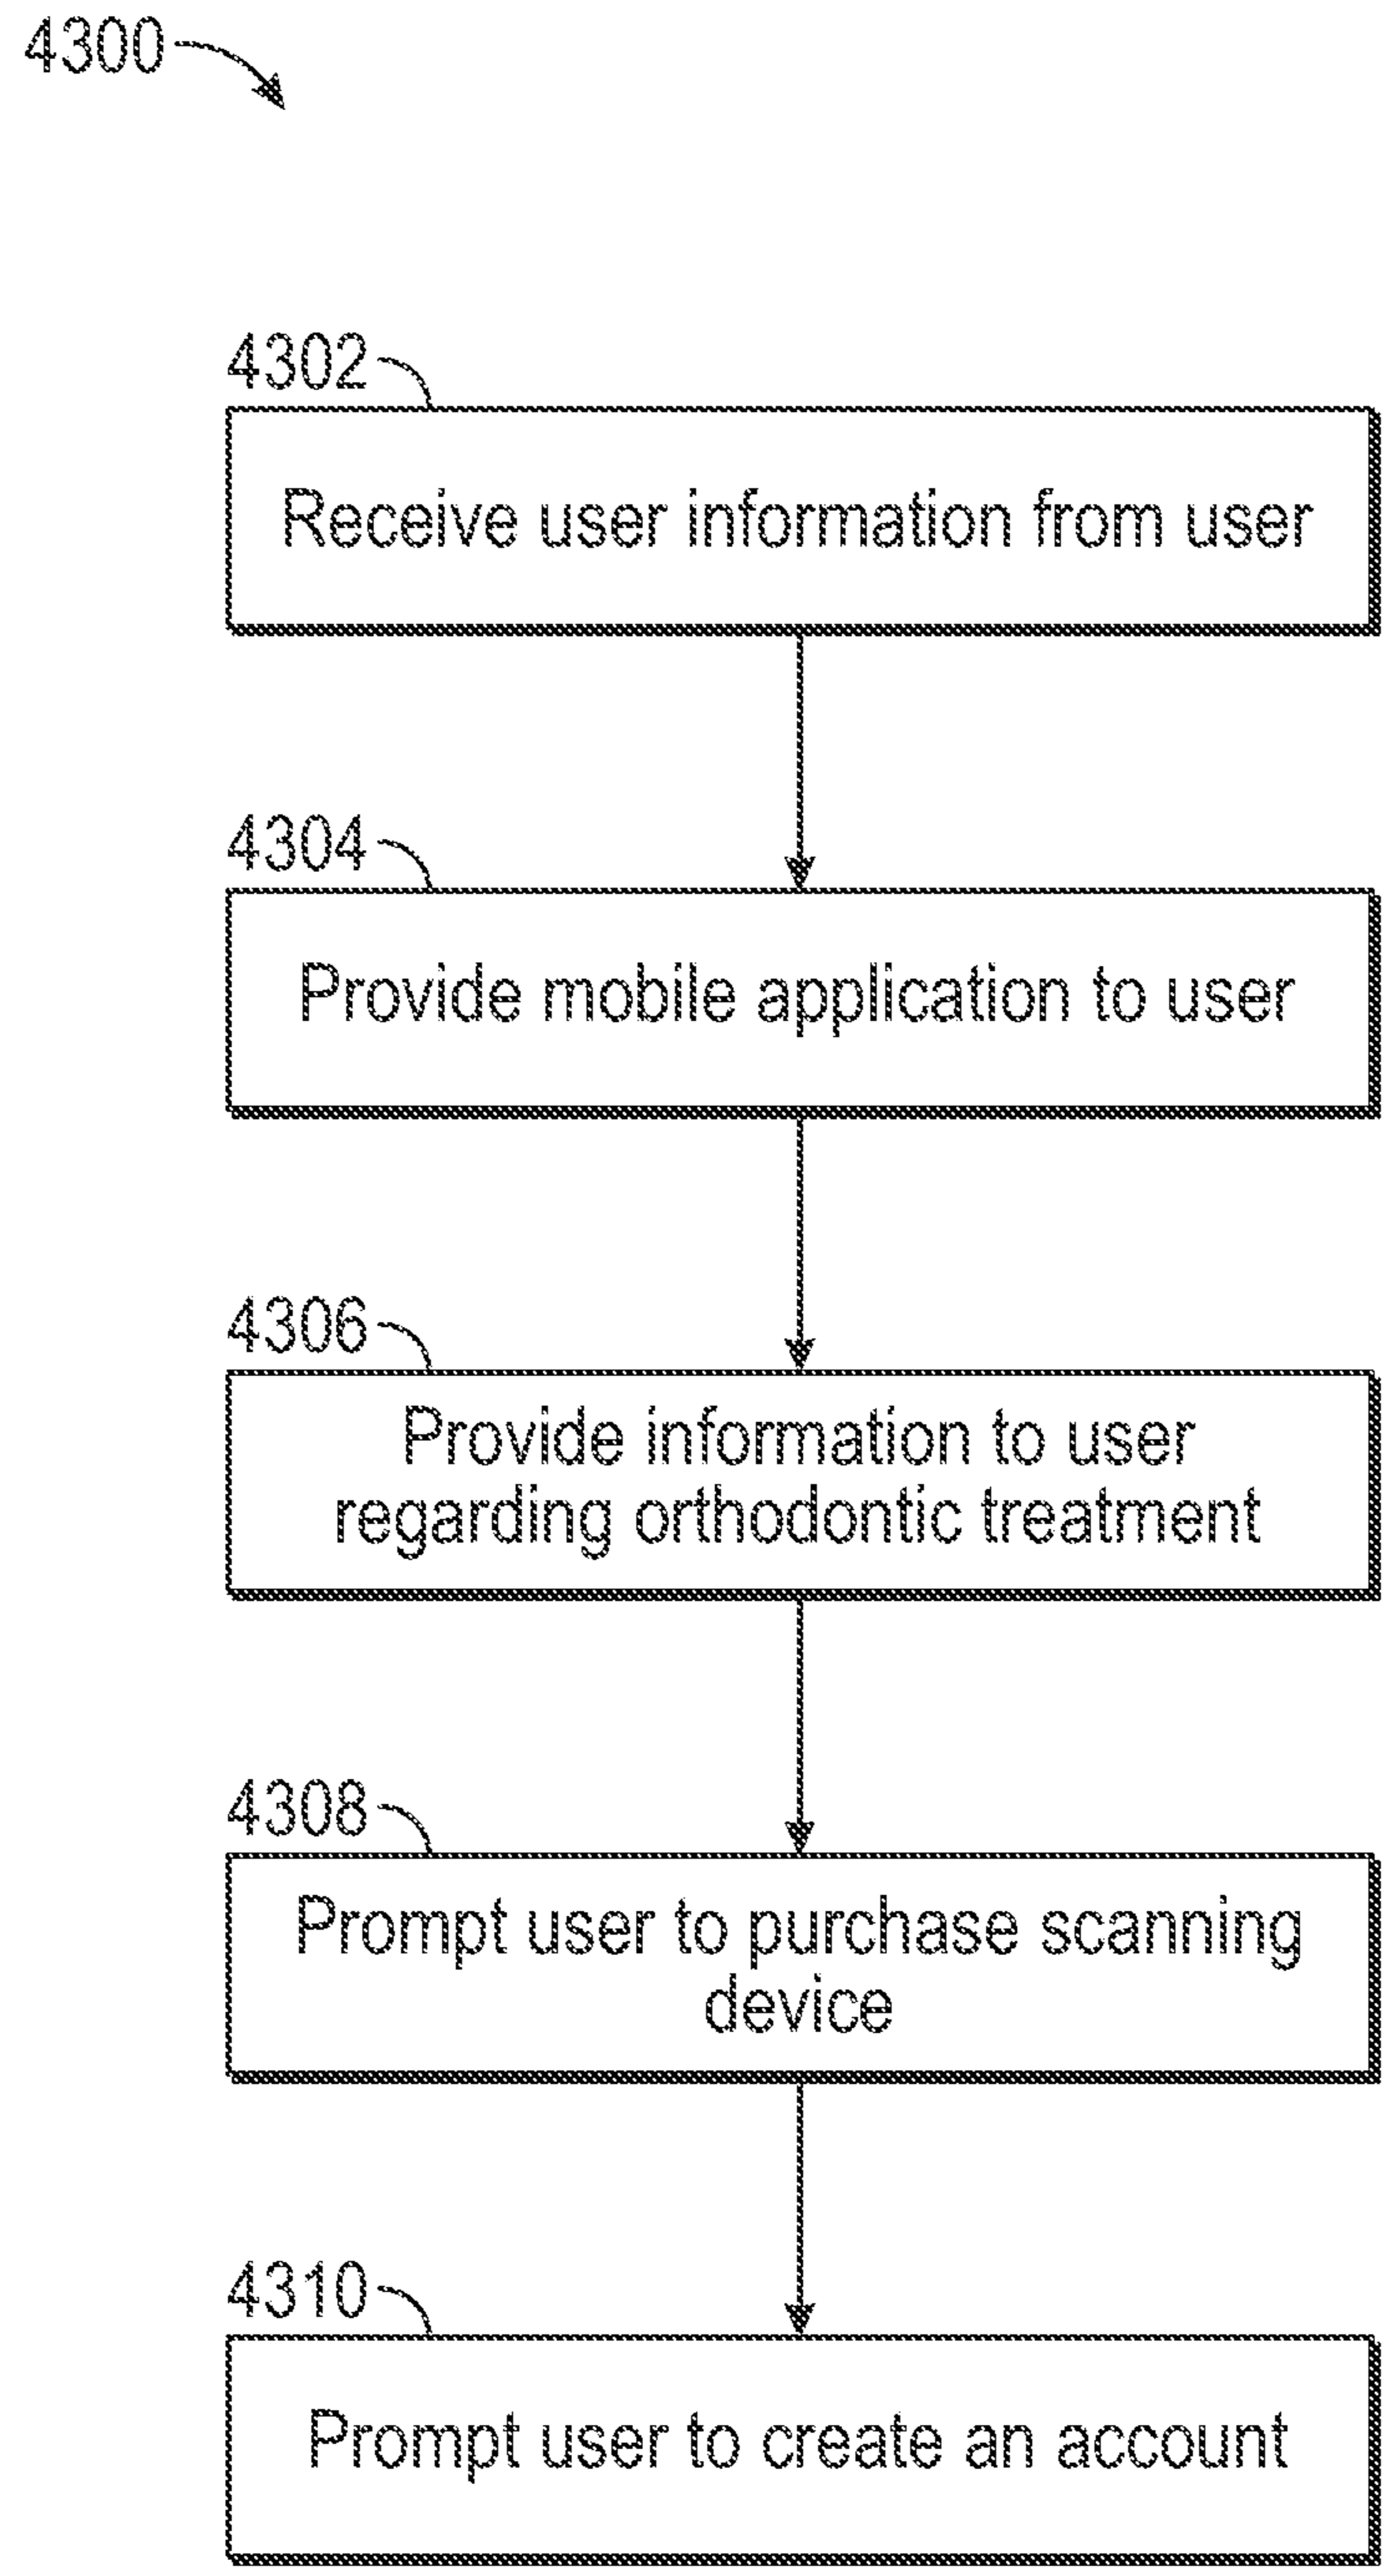 4300
4302
Receive user information from user
4304
Provide mobile application to user
4306
Provide information to user
regarding orthodontic treatment
4308
Prompt user to purchase scanning
device
4310
Prompt user to create an account